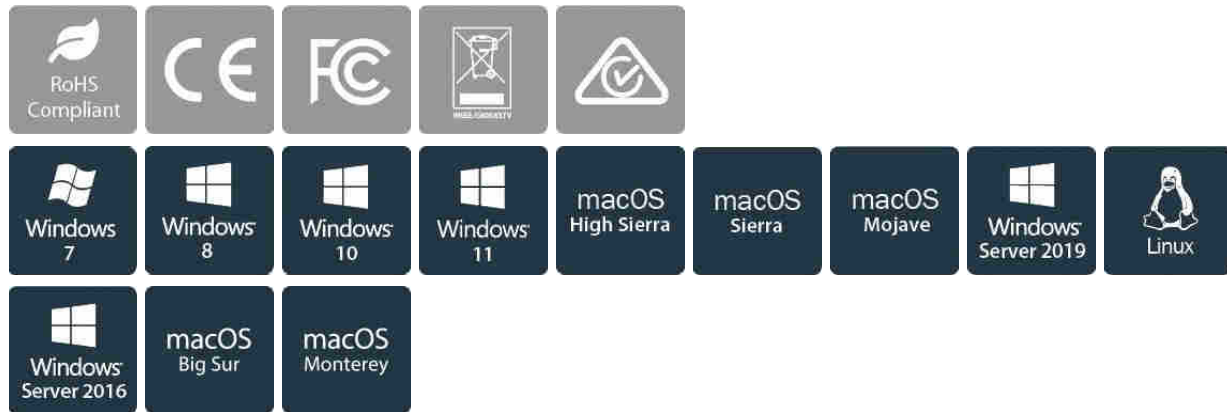 RoHS
Compliant
CE
FC
Windows
7
Windows
8
Windows
10
Windows
11
macOS
High Sierra
macOS
Sierra
macOS
Mojave
Windows
Server 2019
Linux
Windows
Server 2016
macOS
Big Sur
macOS
Monterey